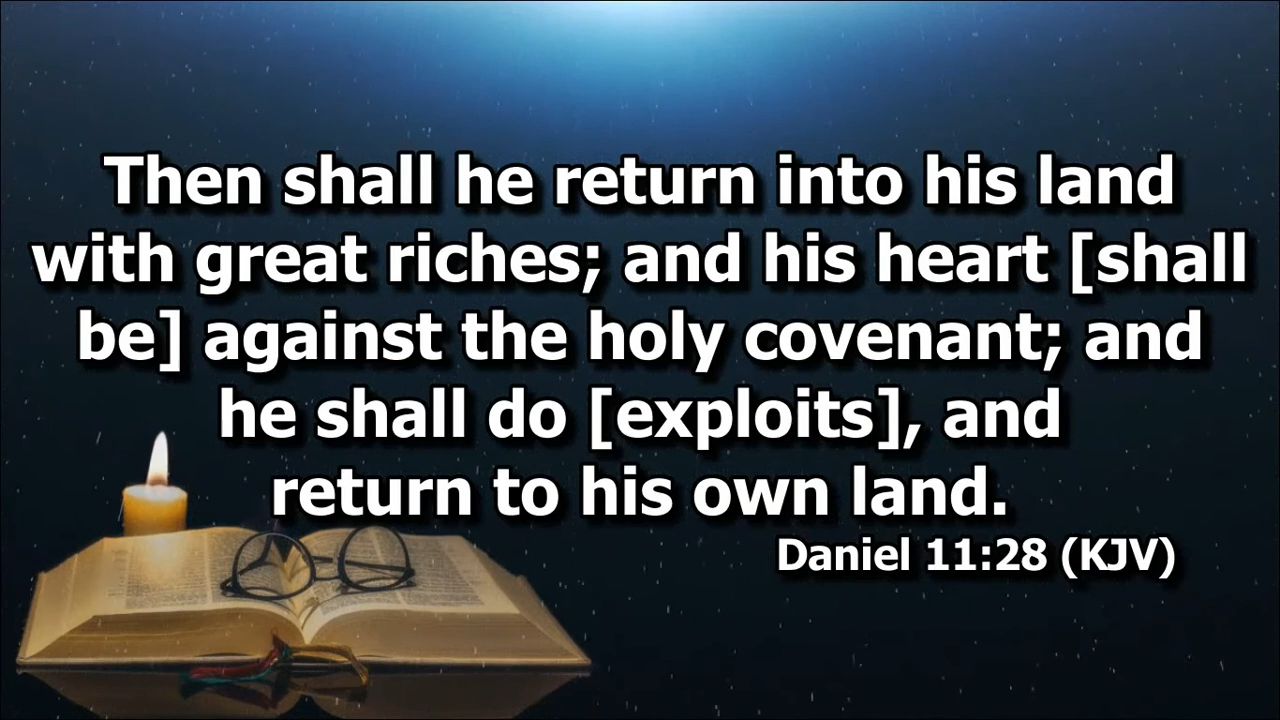 Then shall he return into his land
with great riches; and his heart [shall
be] against the holy covenant; and
he shall do [exploits], and
return to his own land.
Daniel 11:28 (KJV)